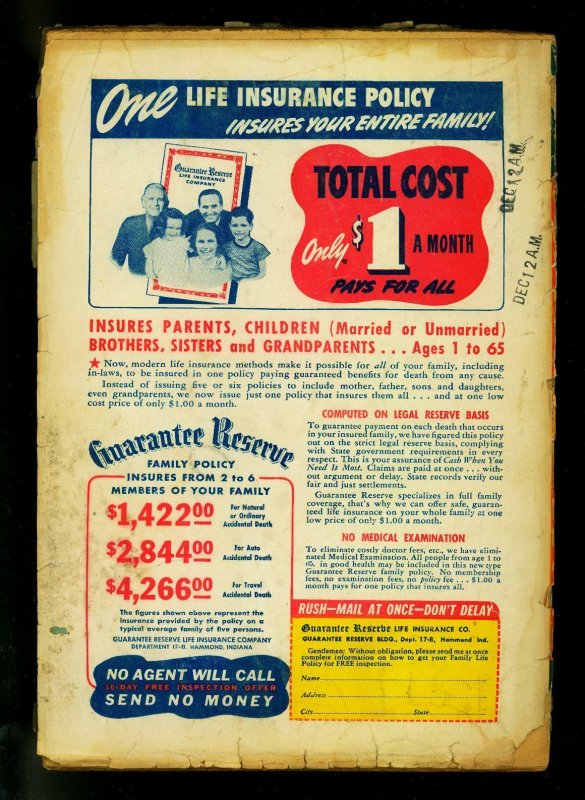 One LIFE INSURANCE POLICY
INSURES YOUR ENTIRE FAMILY!
Guarantee Reserve
LIFE INSURANCE
COMPANY
TOTAL COST
Only $1 A MONTH
PAYS FOR ALL
DEC 12 A.M.
DEC 12 A.M.
INSURES PARENTS, CHILDREN (Married or Unmarried)
BROTHERS, SISTERS and GRANDPARENTS . . . Ages 1 to 65
★ Now, modern life insurance methods make it possible for all of your family, including
in-laws, to be insured in one policy paying guaranteed benefits for death from any cause.
Instead of issuing five or six policies to include mother, father, sons and daughters,
even grandparents, we now issue just one policy that insures them all . . . and at one low
cost price of only $1.00 a month.
Guarantee Reserve
FAMILY POLICY
INSURES FROM 2 to 6
MEMBERS OF YOUR FAMILY
$1,422.00 For Natural
or Ordinary
Accidental Death
$2,844.00 For Auto
Accidental Death
$4,266.00 For Travel
Accidental Death
The figures shown above represent the
insurance provided by the policy on a
typical average family of five persons.
GUARANTEE RESERVE LIFE INSURANCE COMPANY
DEPARTMENT 17-B, HAMMOND, INDIANA
NO AGENT WILL CALL
10-DAY FREE INSPECTION OFFER
SEND NO MONEY
COMPUTED ON LEGAL RESERVE BASIS
To guarantee payment on each death that occurs
in your insured family, we have figured this policy
out on the strict legal reserve basis, complying
with State government requirements in every
respect. This is your assurance of Cash When You
Need It Most. Claims are paid at once . . . with-
out argument or delay. State records verify our
fair and just settlements.
Guarantee Reserve specializes in full family
coverage, that's why we can offer safe, guaran-
teed life insurance on your whole family at one
low price of only $1.00 a month.
NO MEDICAL EXAMINATION
To eliminate costly doctor fees, etc., we have elimi-
nated Medical Examination. All people from age 1 to
65, in good health may be included in this new type
Guarantee Reserve family policy. No membership
fees, no examination fees, no policy fee . . . $1.00 a
month pays for one policy that insures all.
RUSH—MAIL AT ONCE—DON'T DELAY
Guarantee Reserve LIFE INSURANCE CO.
GUARANTEE RESERVE BLDG., Dept. 17-B, Hammond Ind.
Gentlemen: Without obligation, please send me at once
complete information on how to get your Family Life
Policy for FREE inspection.
Name
Address
City State